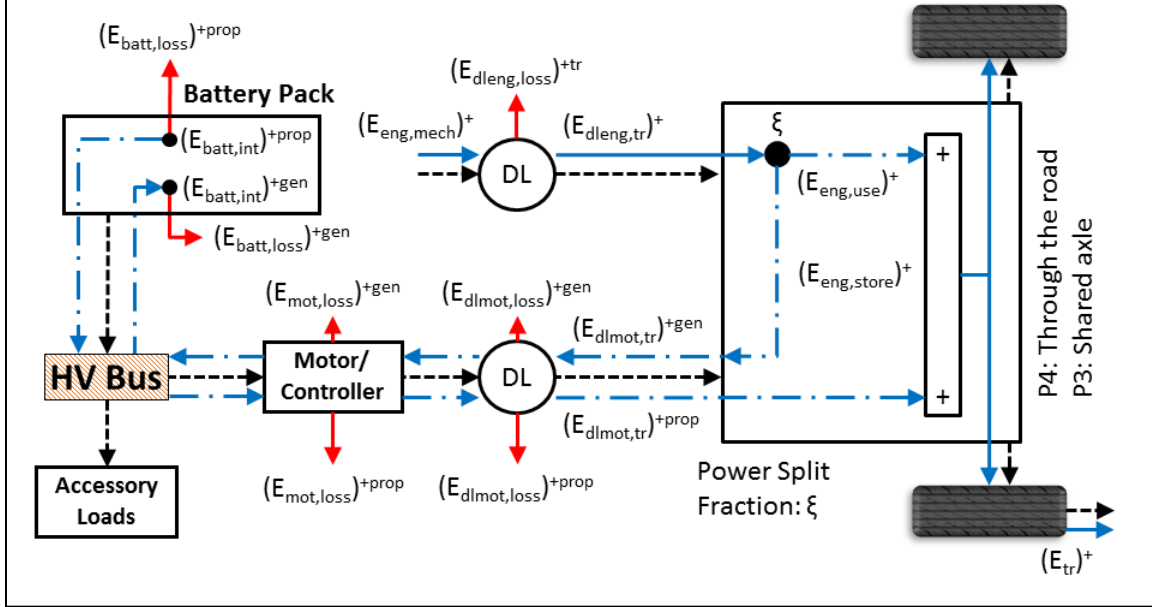 (E_batt,loss)^+prop
Battery Pack
(E_batt,int)^+prop
(E_batt,int)^+gen
(E_batt,loss)^+gen
(E_dleng,loss)^+tr
(E_eng,mech)^+
(E_dleng,tr)^+
DL
ξ
+
(E_eng,use)^+
(E_eng,store)^+
(E_mot,loss)^+gen
(E_dlmot,loss)^+gen
(E_dlmot,tr)^+gen
HV Bus
Motor/
Controller
DL
+
(E_dlmot,tr)^+prop
(E_mot,loss)^+prop
(E_dlmot,loss)^+prop
Accessory
Loads
Power Split
Fraction: ξ
P4: Through the road
P3: Shared axle
(E_tr)^+